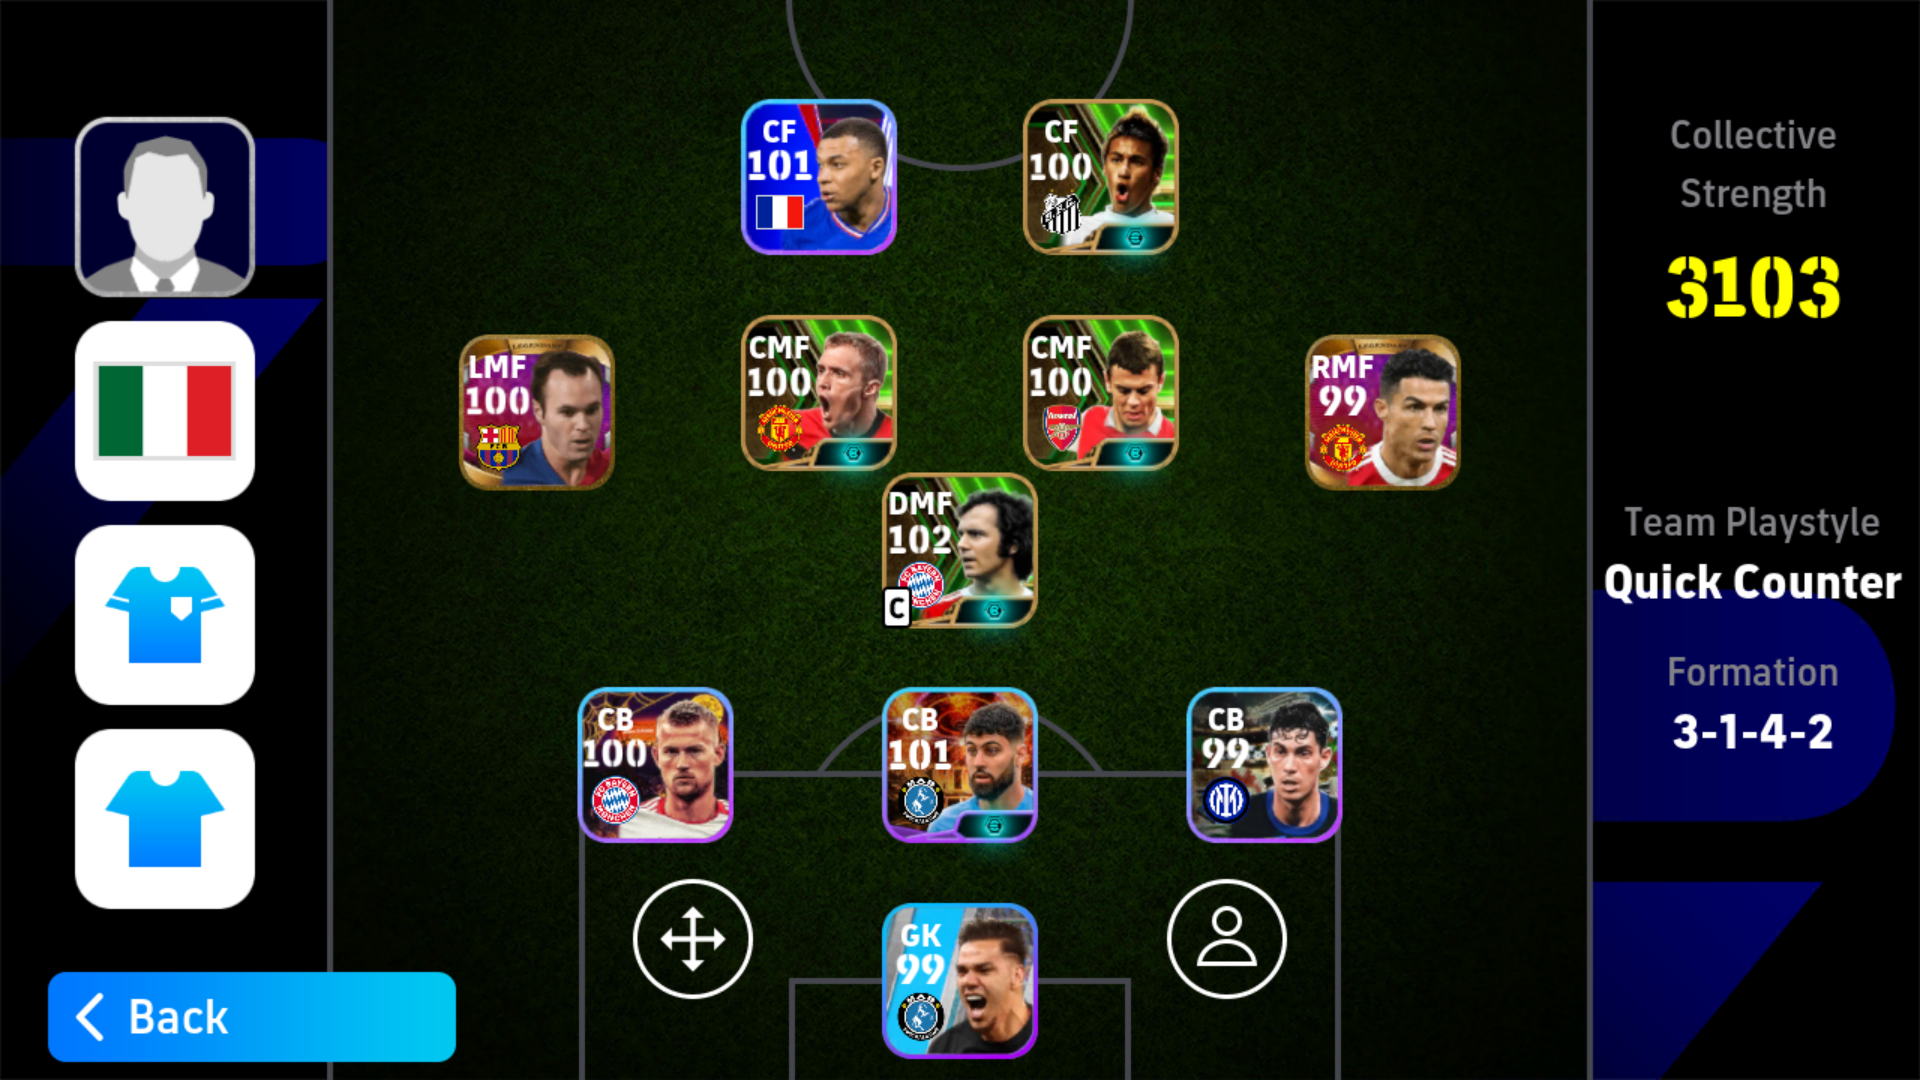 CF
101
CF
100
Collective
Strength
3103
LMF
100
CMF
100
CMF
100
Arsenal
RMF
99
DMF
102
C
Team Playstyle
Quick Counter
Formation
3-1-4-2
CB
100
CB
101
CB
99
GK
99
Back